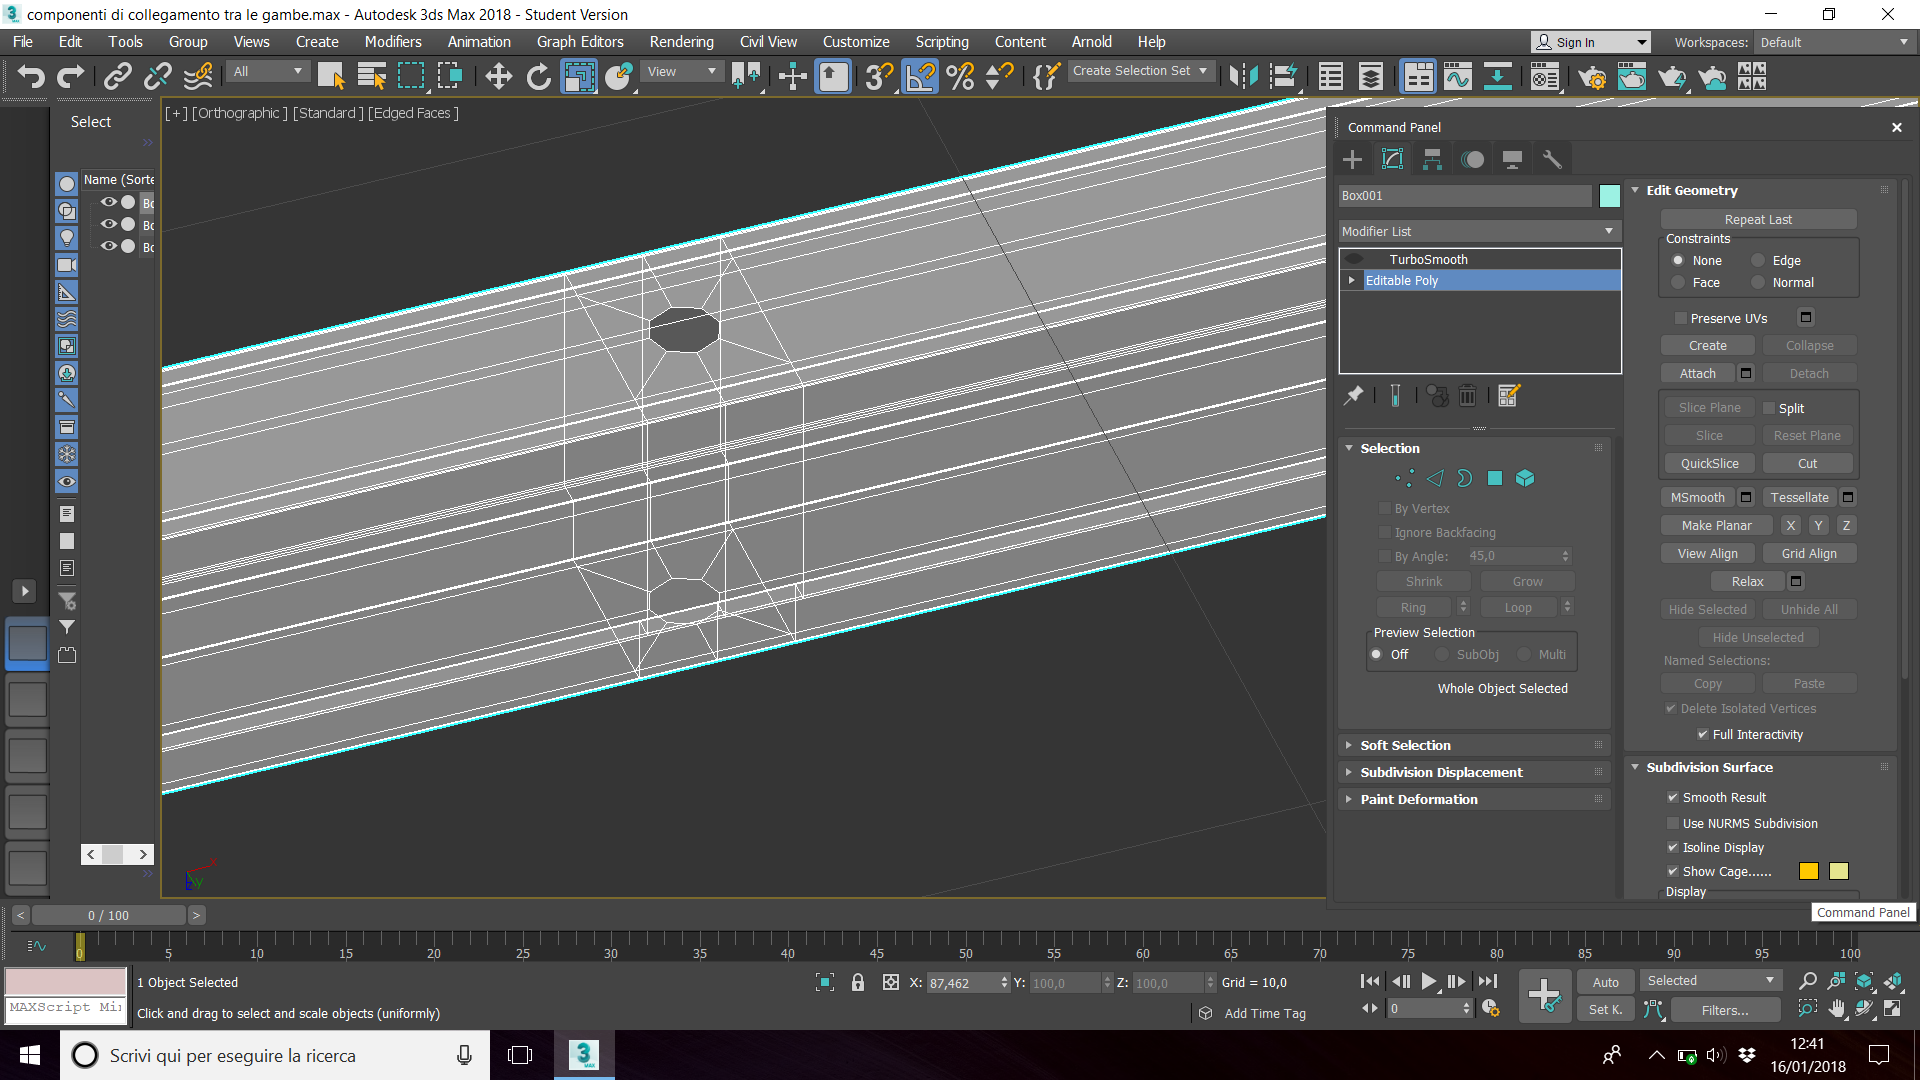 componenti di collegamento tra le gambe.max - Autodesk 3ds Max 2018 - Student Version
File Edit Tools Group Views Create Modifiers Animation Graph Editors Rendering Civil View Customize Scripting Content Arnold Help
Sign In
Workspaces: Default
All
View
Create Selection Set
[+] [Orthographic ] [Standard ] [Edged Faces ]
Select
Name (Sorte
Bo
Bo
Bo
Command Panel
Box001
Modifier List
TurboSmooth
Editable Poly
Selection
By Vertex
Ignore Backfacing
By Angle: 45,0
Shrink Grow
Ring Loop
Preview Selection
Off SubObj Multi
Whole Object Selected
Soft Selection
Subdivision Displacement
Paint Deformation
Edit Geometry
Repeat Last
Constraints
None Edge
Face Normal
Preserve UVs
Create Collapse
Attach Detach
Slice Plane Split
Slice Reset Plane
QuickSlice Cut
MSmooth Tessellate
Make Planar X Y Z
View Align Grid Align
Relax
Hide Selected Unhide All
Hide Unselected
Named Selections:
Copy Paste
Delete Isolated Vertices
Full Interactivity
Subdivision Surface
Smooth Result
Use NURMS Subdivision
Isoline Display
Show Cage......
Display
Command Panel
< 0 / 100 >
0 5 10 15 20 25 30 35 40 45 50 55 60 65 70 75 80 85 90 95 100
1 Object Selected
X: 87,462 Y: 100,0 Z: 100,0 Grid = 10,0
Auto Selected
MAXScript Mi
Click and drag to select and scale objects (uniformly)
Add Time Tag
0
Set K. Filters...
Scrivi qui per eseguire la ricerca
12:41
16/01/2018